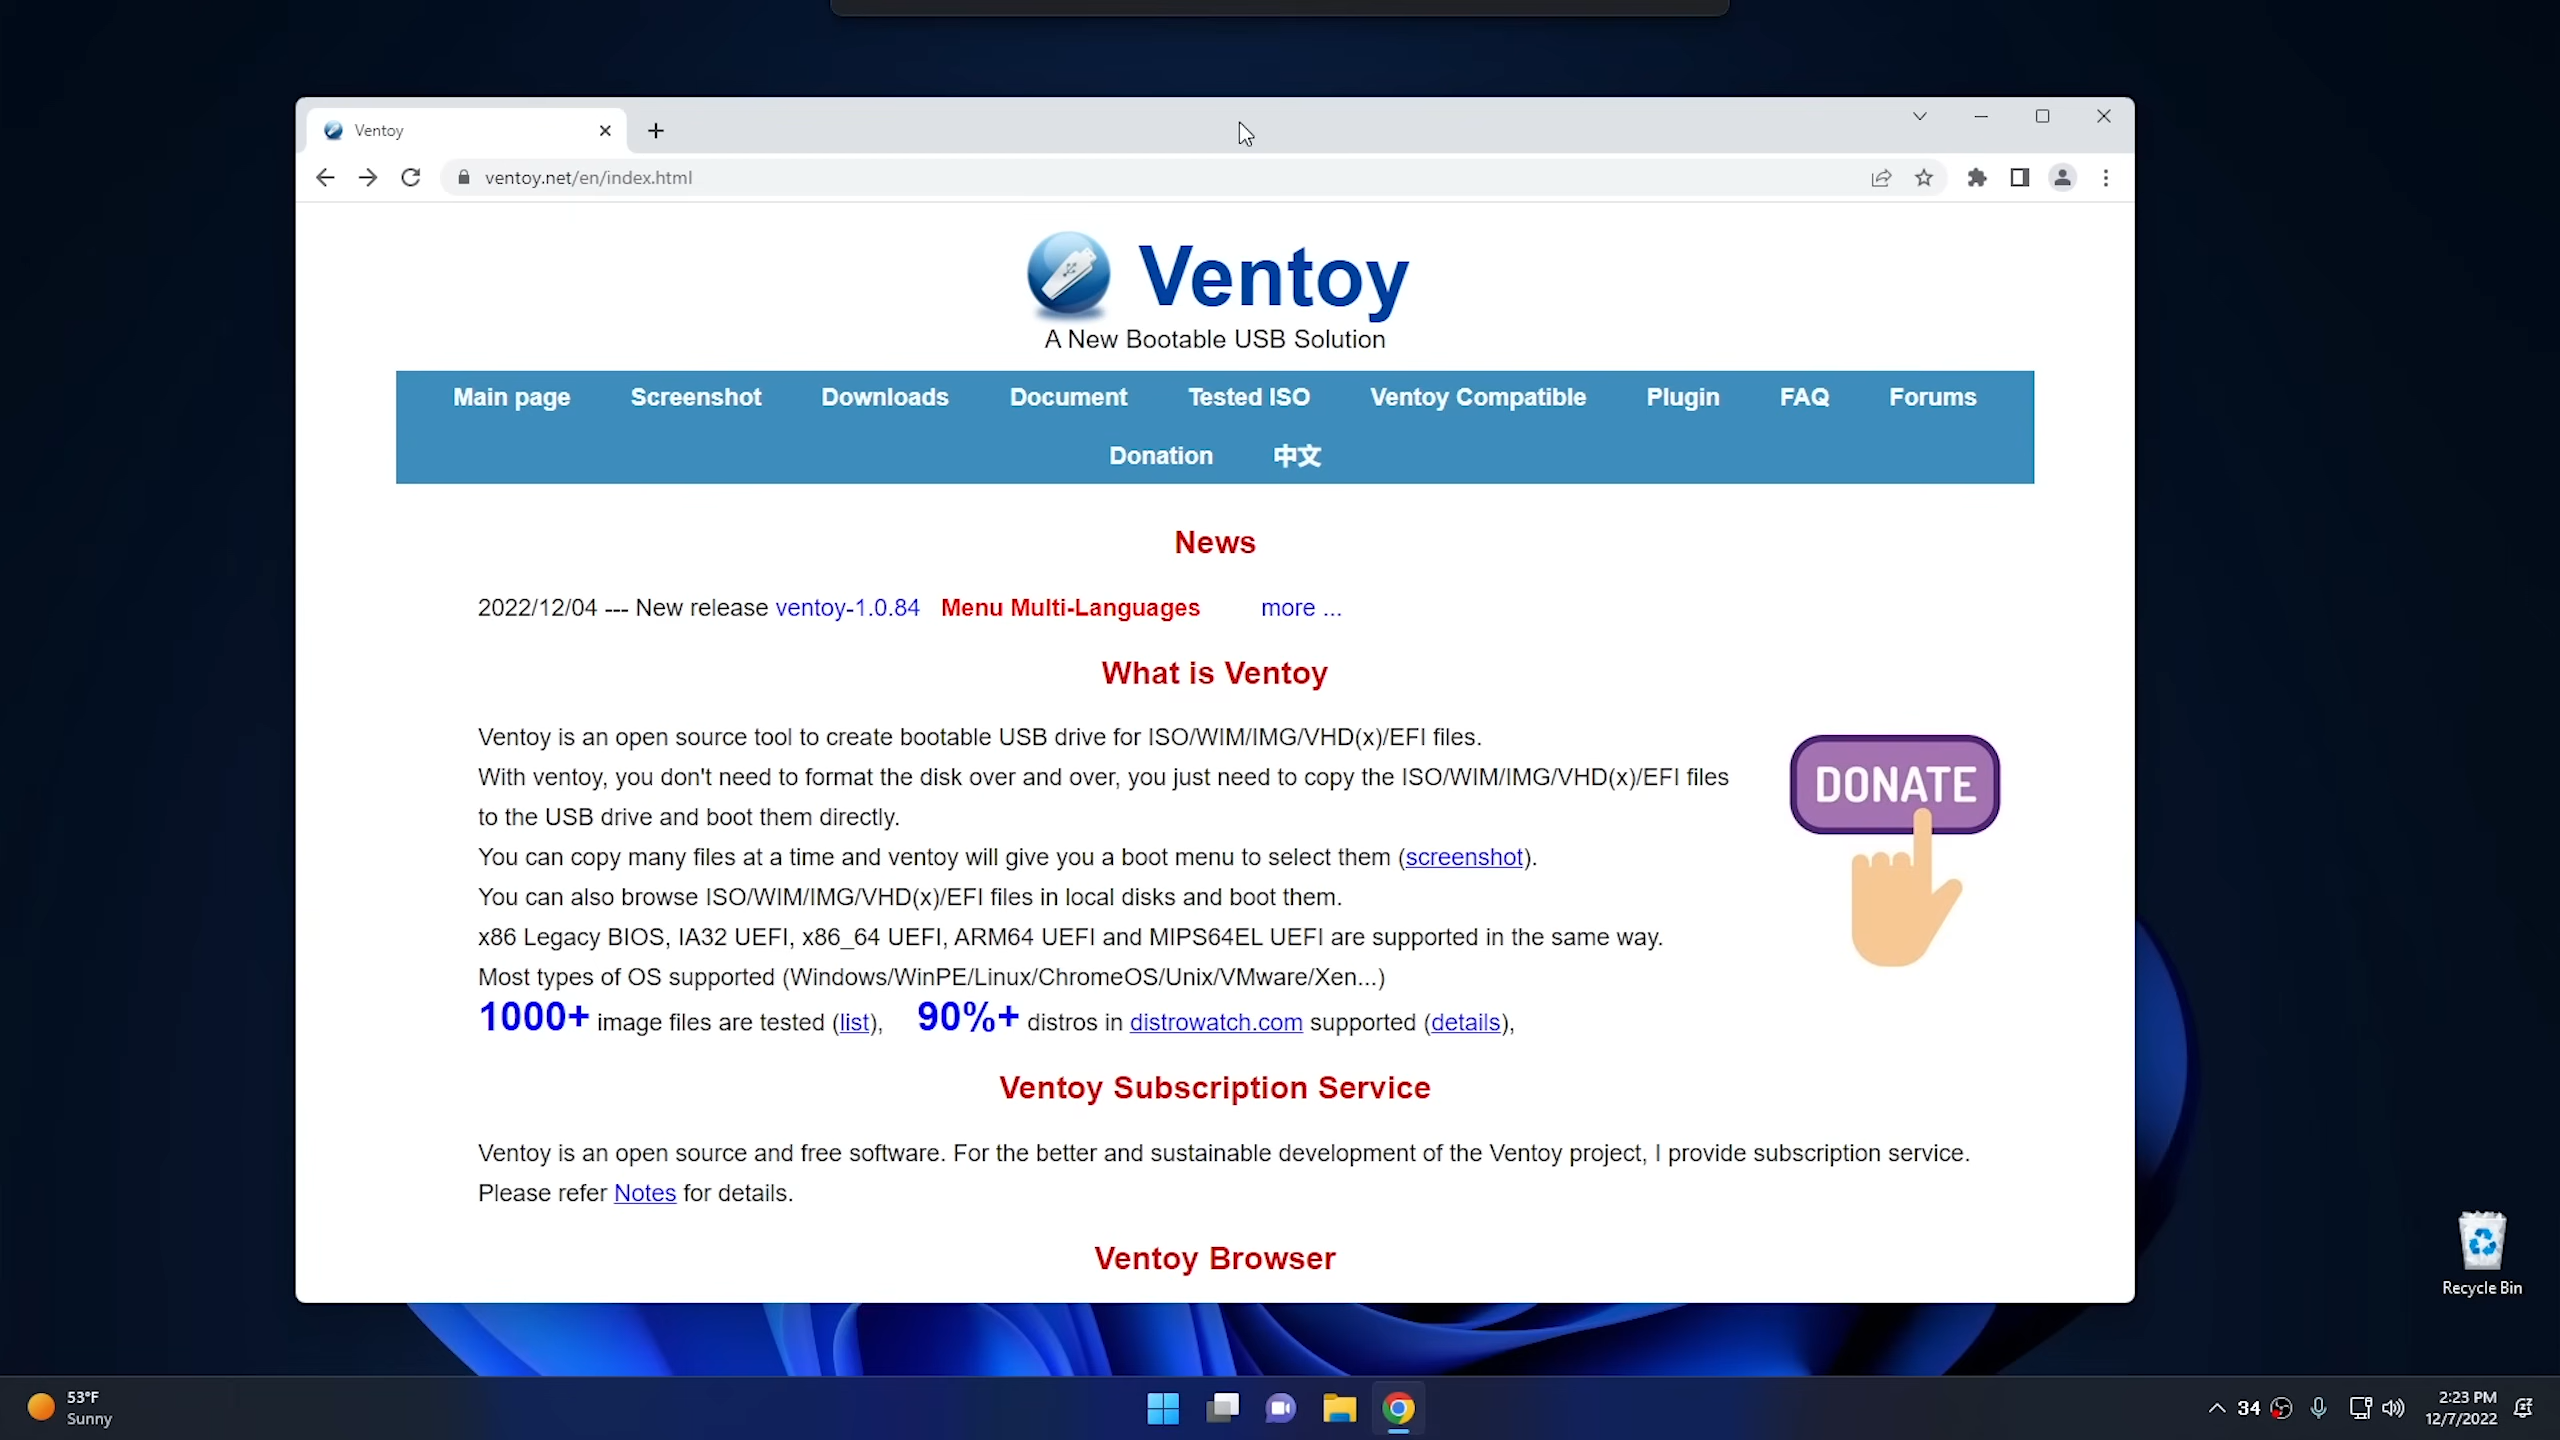 Ventoy
ventoy.net/en/index.html
Ventoy
A New Bootable USB Solution
Main page Screenshot Downloads Document Tested ISO Ventoy Compatible Plugin FAQ Forums
Donation 中文
News
2022/12/04 --- New release ventoy-1.0.84 Menu Multi-Languages more ...
What is Ventoy
Ventoy is an open source tool to create bootable USB drive for ISO/WIM/IMG/VHD(x)/EFI files.
With ventoy, you don't need to format the disk over and over, you just need to copy the ISO/WIM/IMG/VHD(x)/EFI files
to the USB drive and boot them directly.
You can copy many files at a time and ventoy will give you a boot menu to select them (screenshot).
You can also browse ISO/WIM/IMG/VHD(x)/EFI files in local disks and boot them.
x86 Legacy BIOS, IA32 UEFI, x86_64 UEFI, ARM64 UEFI and MIPS64EL UEFI are supported in the same way.
Most types of OS supported (Windows/WinPE/Linux/ChromeOS/Unix/VMware/Xen...)
1000+ image files are tested (list), 90%+ distros in distrowatch.com supported (details),
DONATE
Ventoy Subscription Service
Ventoy is an open source and free software. For the better and sustainable development of the Ventoy project, I provide subscription service.
Please refer Notes for details.
Ventoy Browser
Recycle Bin
53°F
Sunny
34
2:23 PM
12/7/2022